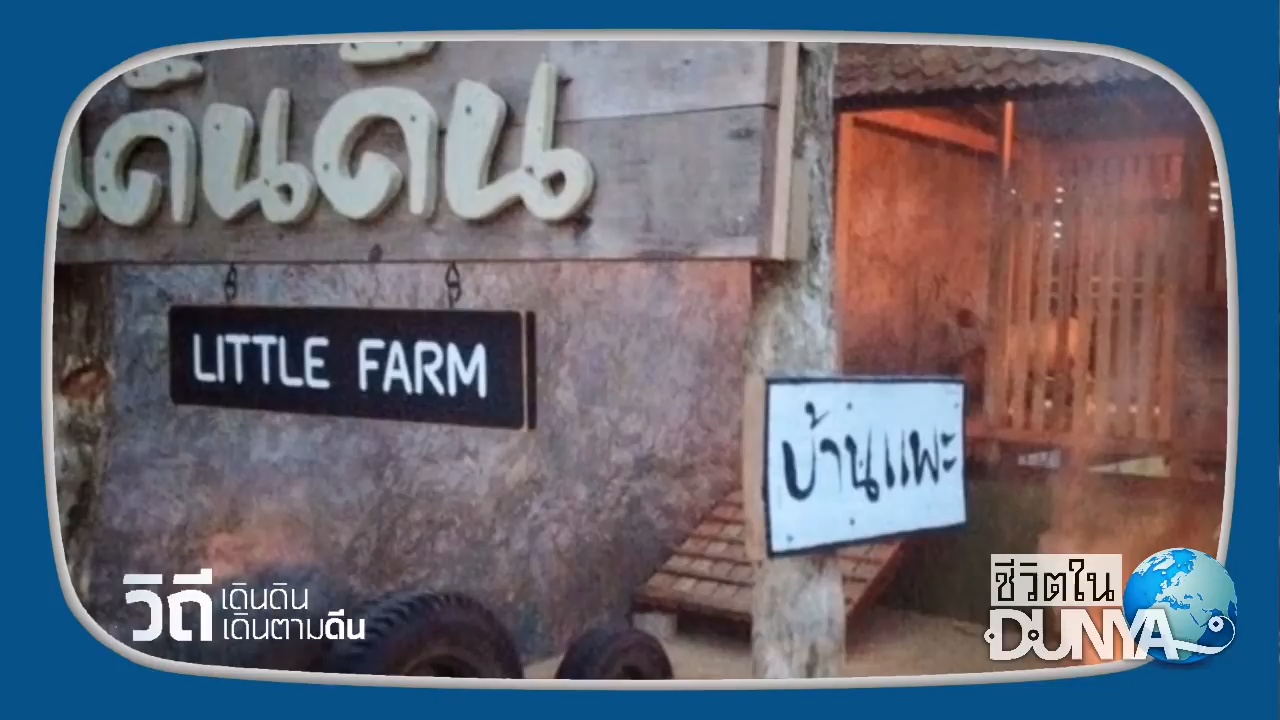 เดินดิน
LITTLE FARM
บ้านแพะ
วิถี เดินดิน
เดินตามดีน
ชีวิตใน
DUNYA